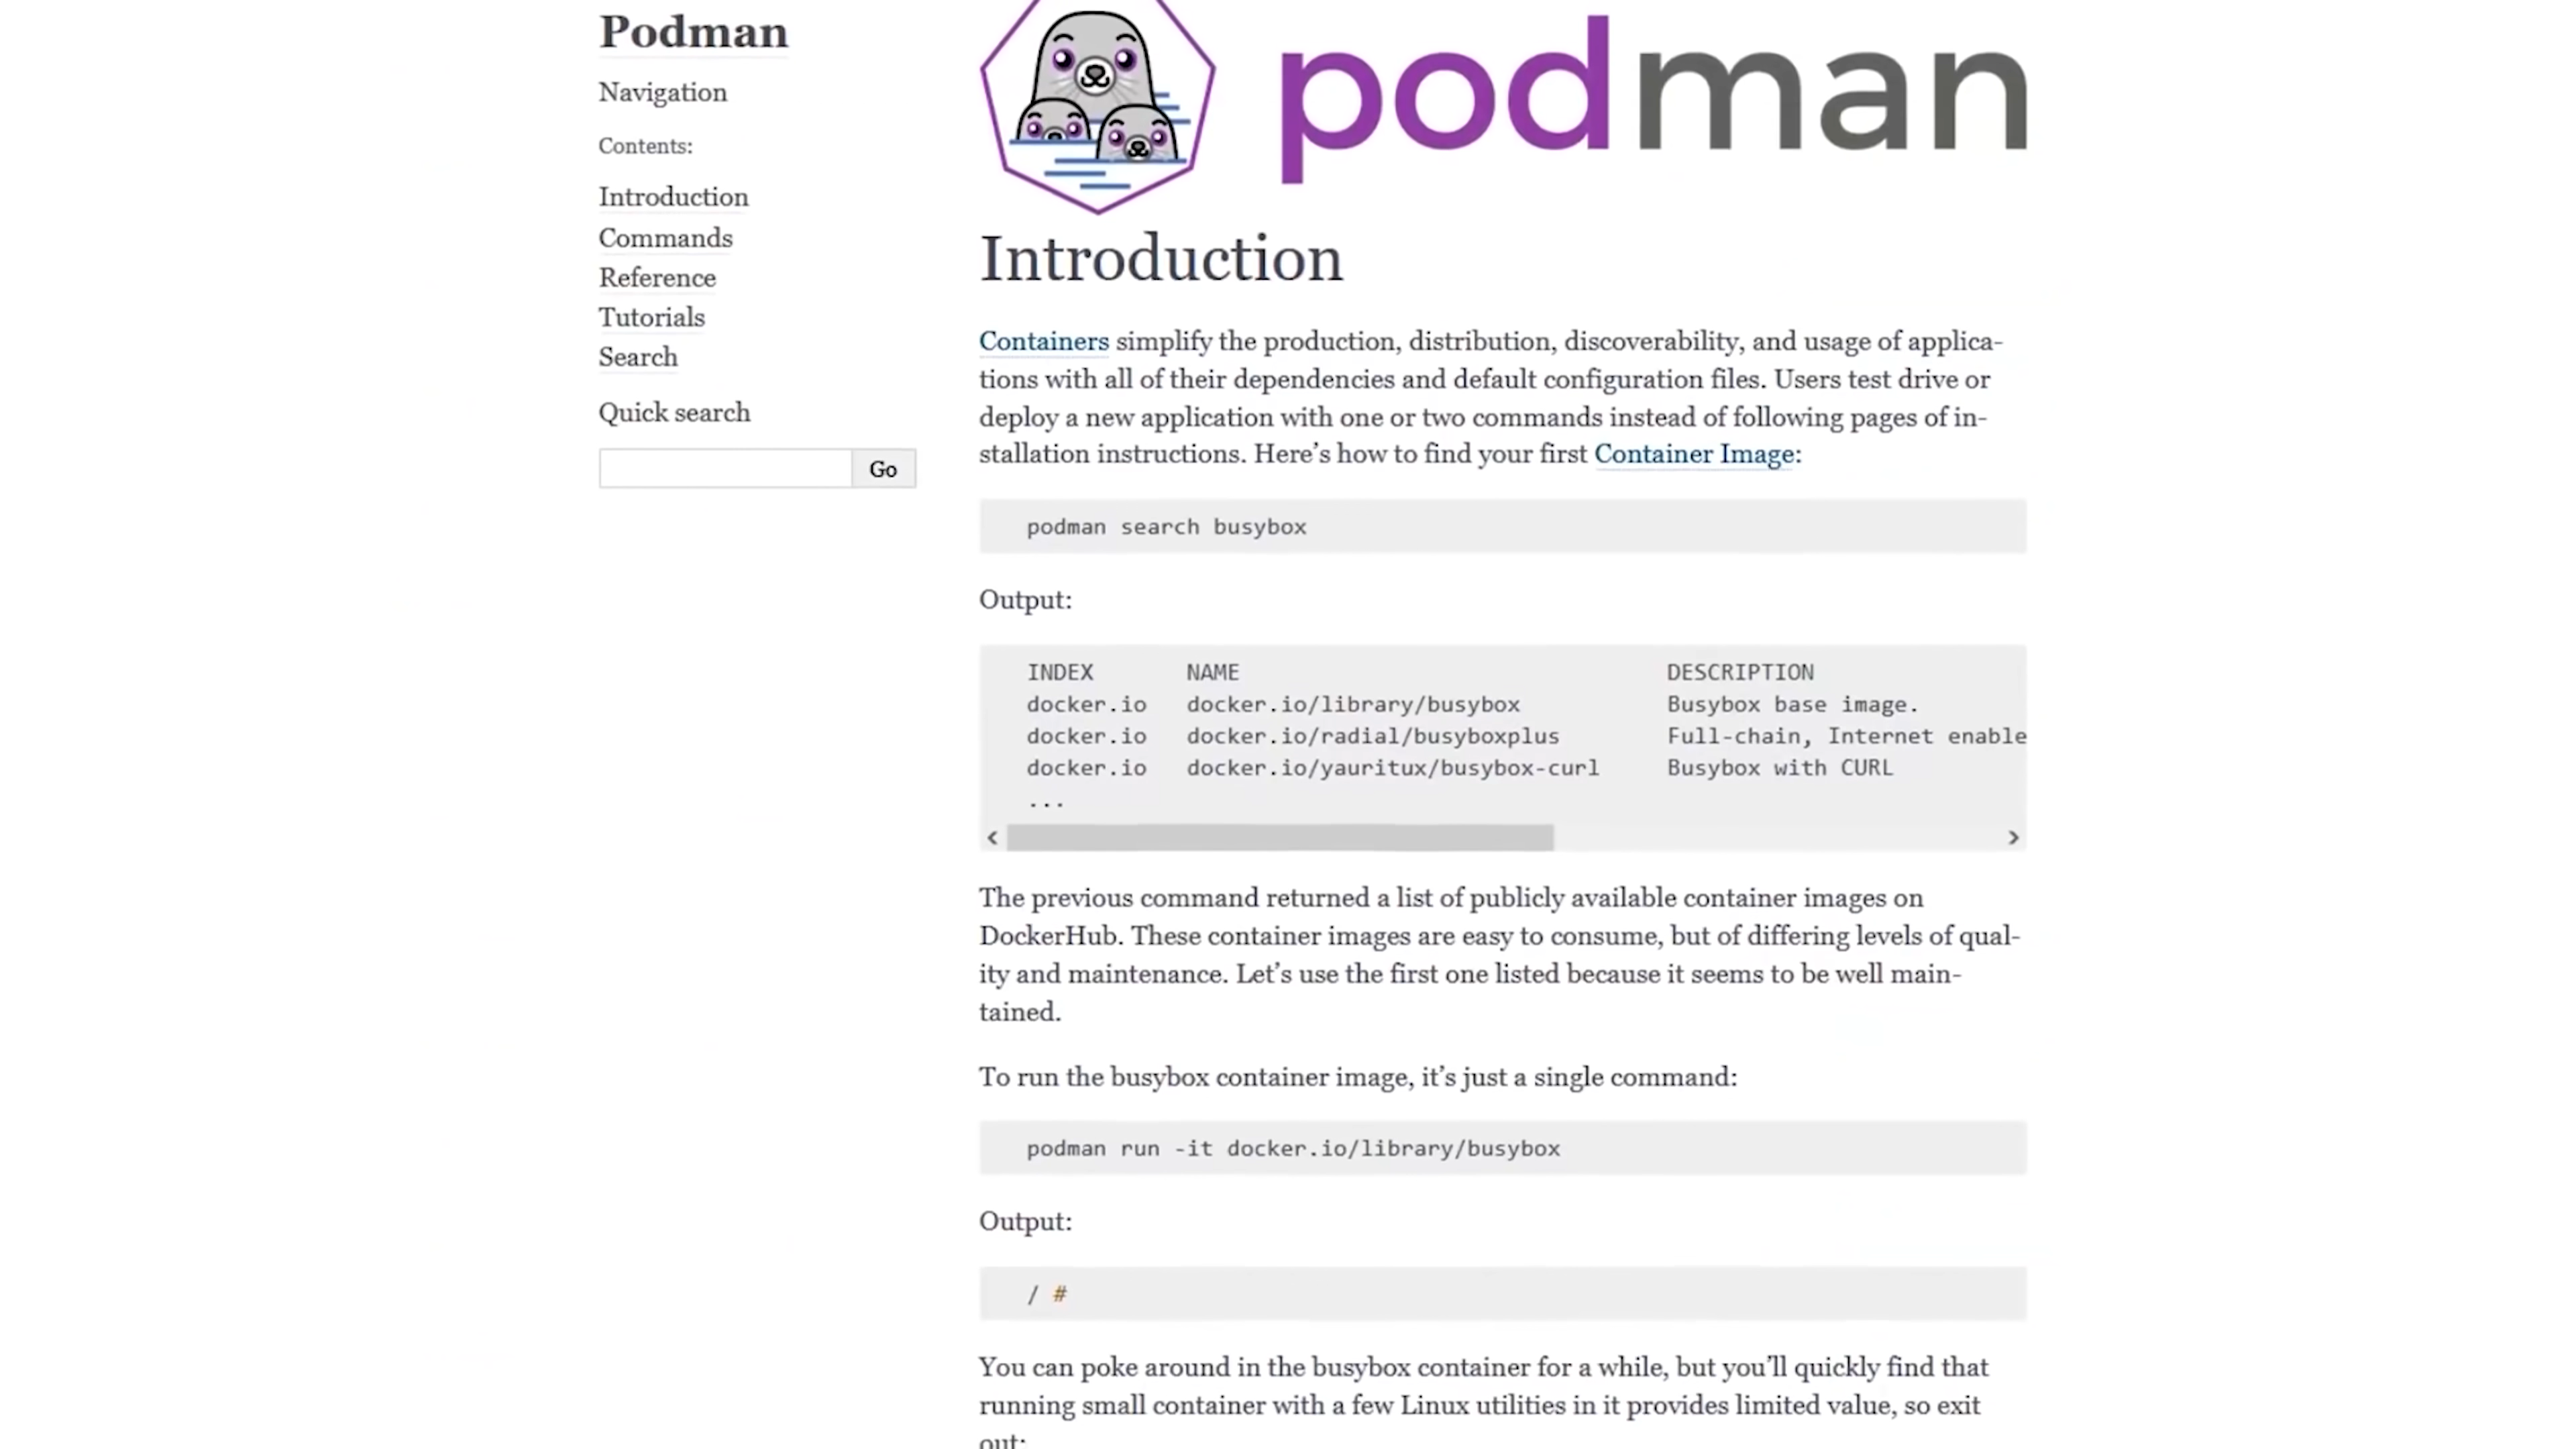 Podman
Navigation
Contents:
Introduction
Commands
Reference
Tutorials
Search
Quick search
Go
podman
Introduction
Containers simplify the production, distribution, discoverability, and usage of applica-
tions with all of their dependencies and default configuration files. Users test drive or
deploy a new application with one or two commands instead of following pages of in-
stallation instructions. Here’s how to find your first Container Image:
podman search busybox
Output:
INDEX NAME DESCRIPTION
docker.io docker.io/library/busybox Busybox base image.
docker.io docker.io/radial/busyboxplus Full-chain, Internet enable
docker.io docker.io/yauritux/busybox-curl Busybox with CURL
...
The previous command returned a list of publicly available container images on
DockerHub. These container images are easy to consume, but of differing levels of qual-
ity and maintenance. Let’s use the first one listed because it seems to be well main-
tained.
To run the busybox container image, it’s just a single command:
podman run -it docker.io/library/busybox
Output:
/ #
You can poke around in the busybox container for a while, but you’ll quickly find that
running small container with a few Linux utilities in it provides limited value, so exit
out: